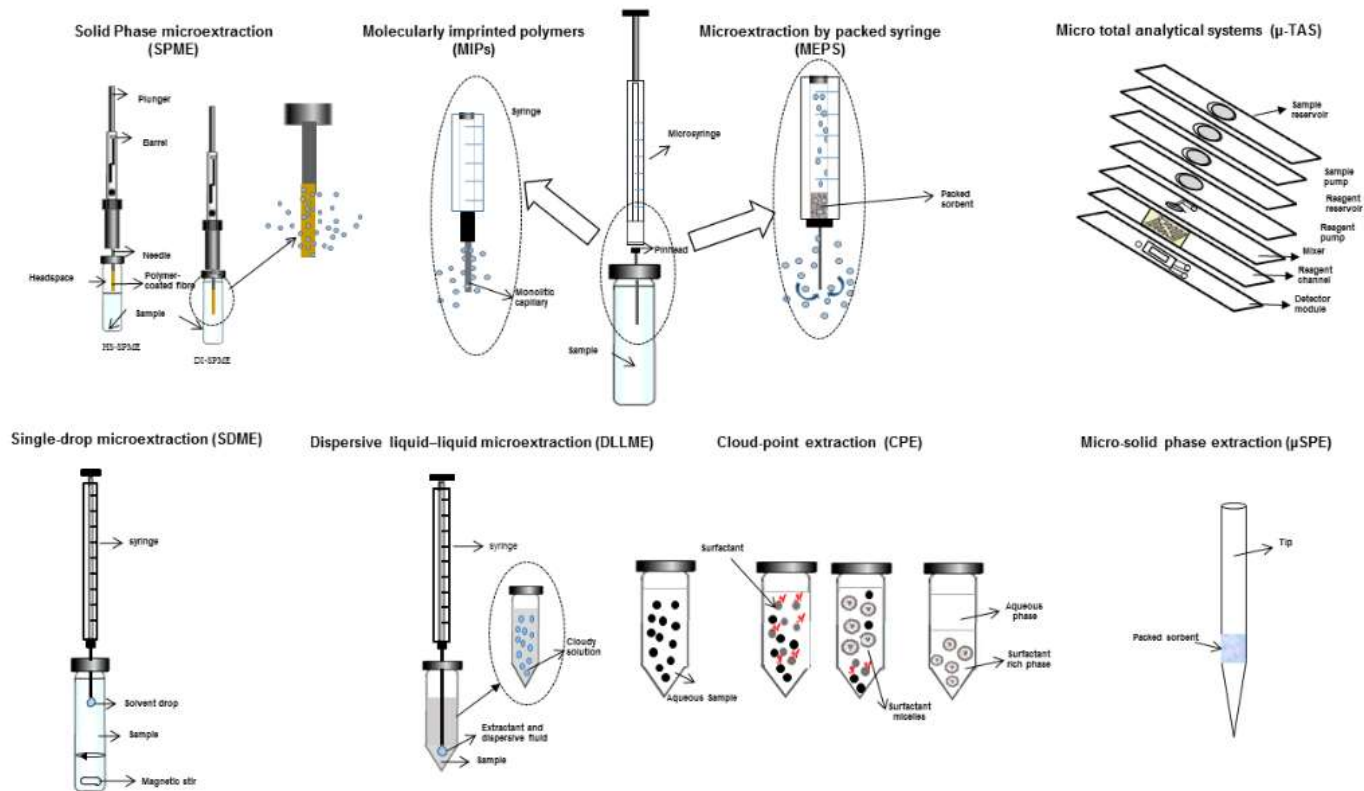 Solid Phase microextraction
(SPME)
Plunger
Barrel
Needle
Headspace
Polymer-
coated fibre
Sample
HS-SPME
DI-SPME
Molecularly imprinted polymers
(MIPs)
Syringe
Monolitic
capillary
Microsyringe
Pinhead
Sample
Microextraction by packed syringe
(MEPS)
Packed
sorbent
Micro total analytical systems (µ-TAS)
Sample
reservoir
Sample
pump
Reagent
reservoir
Reagent
pump
Mixer
Reagent
channel
Detector
module
Single-drop microextraction (SDME)
syringe
Solvent drop
Sample
Magnetic stir
Dispersive liquid–liquid microextraction (DLLME)
syringe
Cloudy
solution
Extractant and
dispersive fluid
Sample
Cloud-point extraction (CPE)
Surfactant
Aqueous Sample
Surfactant
micelles
Aqueous
phase
Surfactant
rich phase
Micro-solid phase extraction (µSPE)
Tip
Packed sorbent